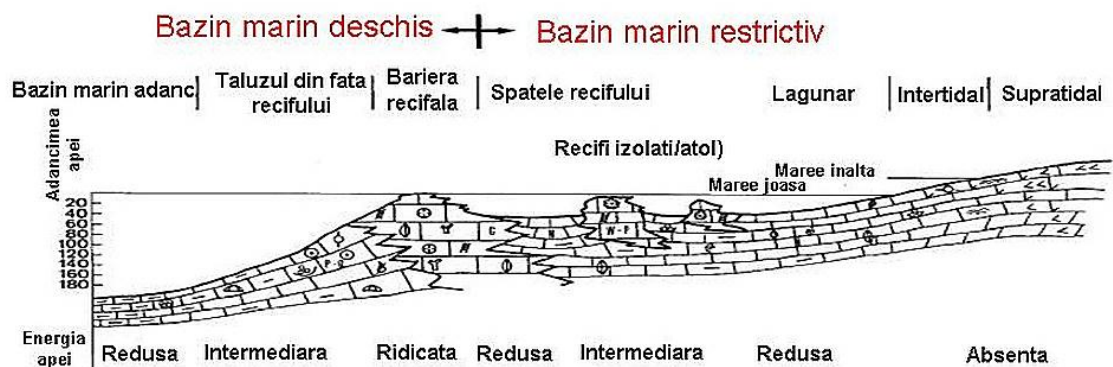 Bazin marin deschis
Bazin marin restrictiv
Bazin marin adanc
Taluzul din fata
recifului
Bariera
recifala
Spatele recifului
Lagunar
Intertidal
Supratidal
Adancimea
apei
Recifi izolati/atol)
Maree inalta
Maree joasa
20
40
60
80
100
120
140
160
180
G
N
W-P
P-G
Energia
apei
Redusa
Intermediara
Ridicata
Redusa
Intermediara
Redusa
Absenta